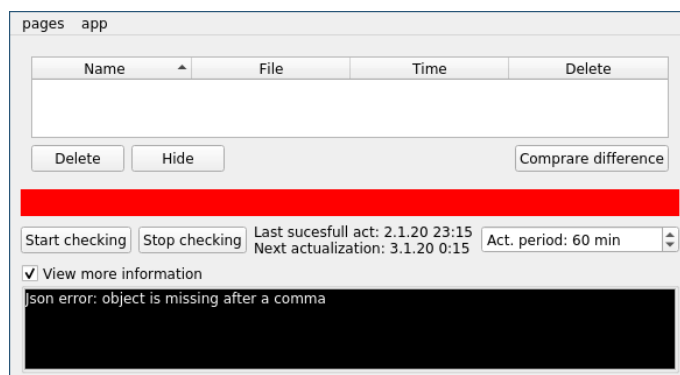 pages app
Name File Time Delete
Delete Hide Comprare difference
Start checking Stop checking Last sucesfull act: 2.1.20 23:15 Act. period: 60 min
Next actualization: 3.1.20 0:15
View more information
Json error: object is missing after a comma